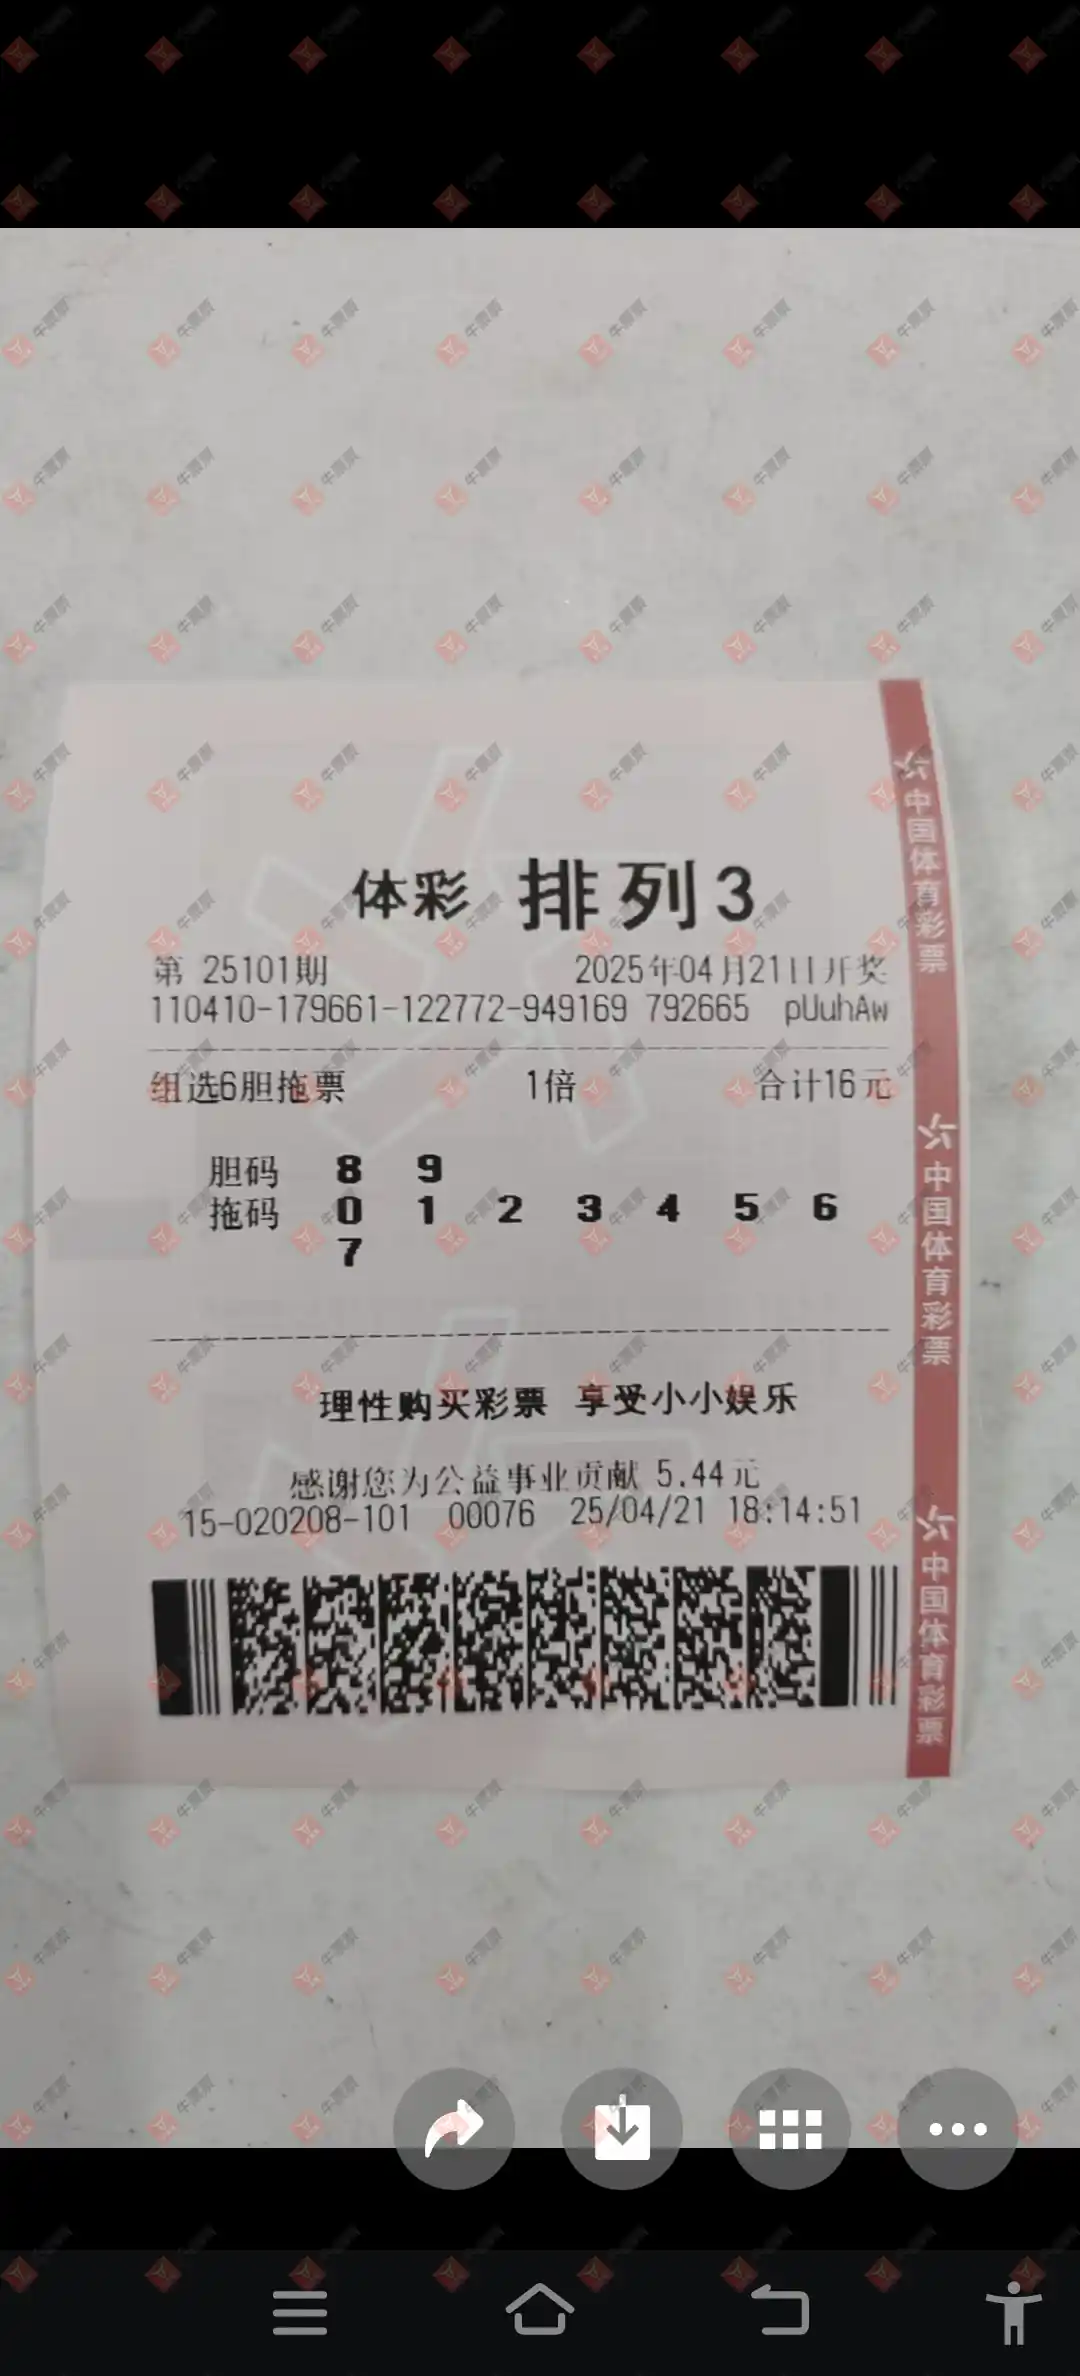 体彩 排列3
第 25101期 2025年04月21日开奖
110410-179661-122772-949169 792665 pUuhAw
组选6胆拖票 1倍 合计16元
胆码 8 9
拖码 0 1 2 3 4 5 6
7
理性购买彩票 享受小小娱乐
感谢您为公益事业贡献 5.44元
15-020208-101 00076 25/04/21 18:14:51
中国体育彩票
中国体育彩票
中国体育彩票
牛票票